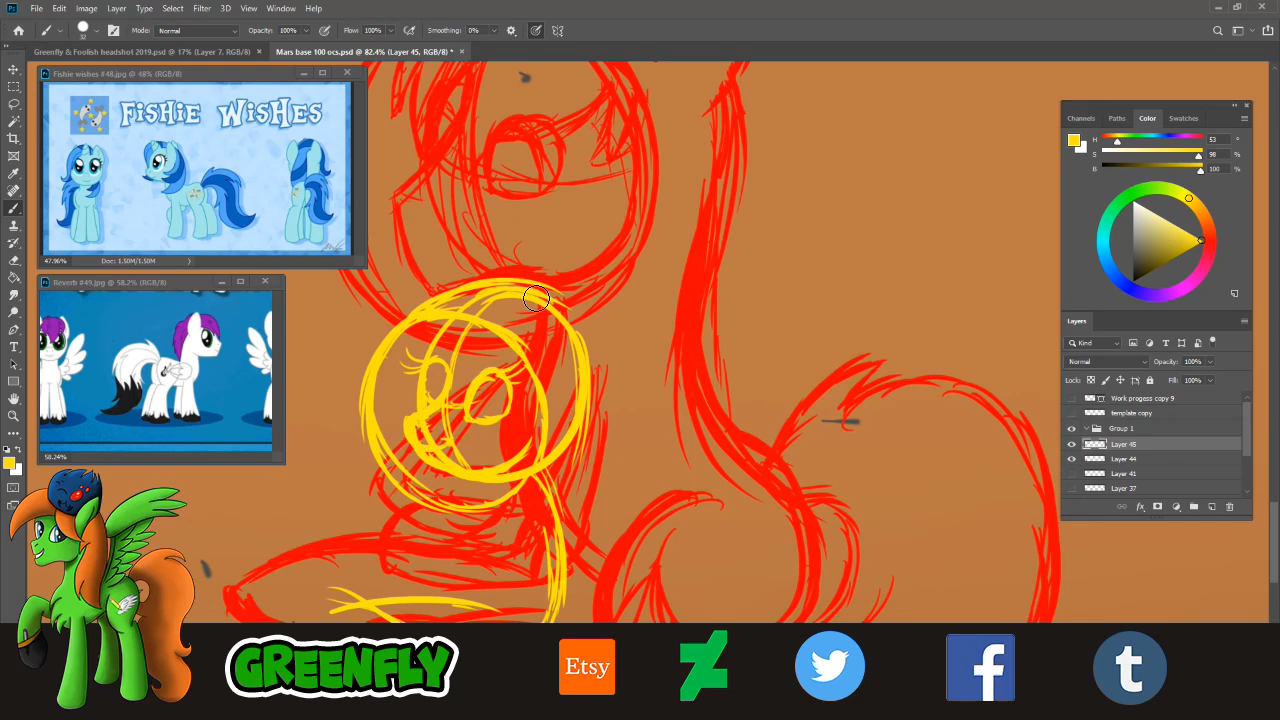 File Edit Image Layer Type Select Filter 3D View Window Help
Mode: Normal Opacity: 100% Flow: 100% Smoothing: 0%
32
Greenfly & Foolish headshot 2019.psd @ 17% (Layer 7, RGB/8) × Mars base 100 ocs.psd @ 82.4% (Layer 45, RGB/8) * ×
Fishie wishes #48.jpg @ 48% (RGB/8)
FiSHiE WiSHES
47.96% Doc: 1.50M/1.50M
Reverb #49.jpg @ 58.2% (RGB/8)
58.24%
Channels Paths Color Swatches
H 53 °
S 98 %
B 100 %
Layers
Kind
Normal Opacity: 100%
Lock: Fill: 100%
Work progess copy 9
template copy
Group 1
Layer 45
Layer 44
Layer 41
Layer 37
GREENFLY
Etsy